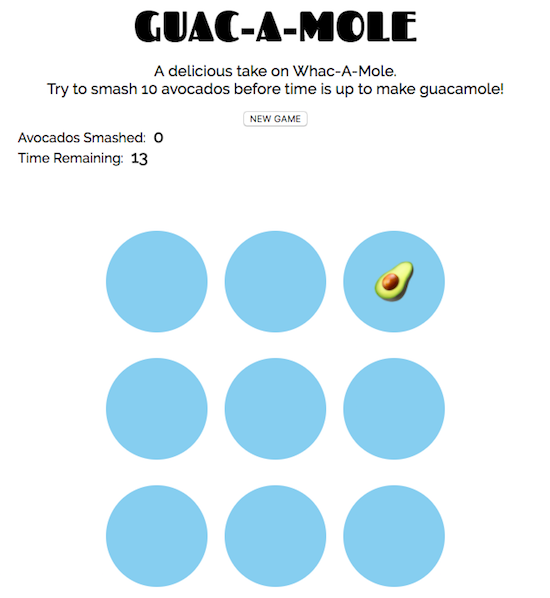 GUAC-A-MOLE
A delicious take on Whac-A-Mole.
Try to smash 10 avocados before time is up to make guacamole!
NEW GAME
Avocados Smashed: 0
Time Remaining: 13